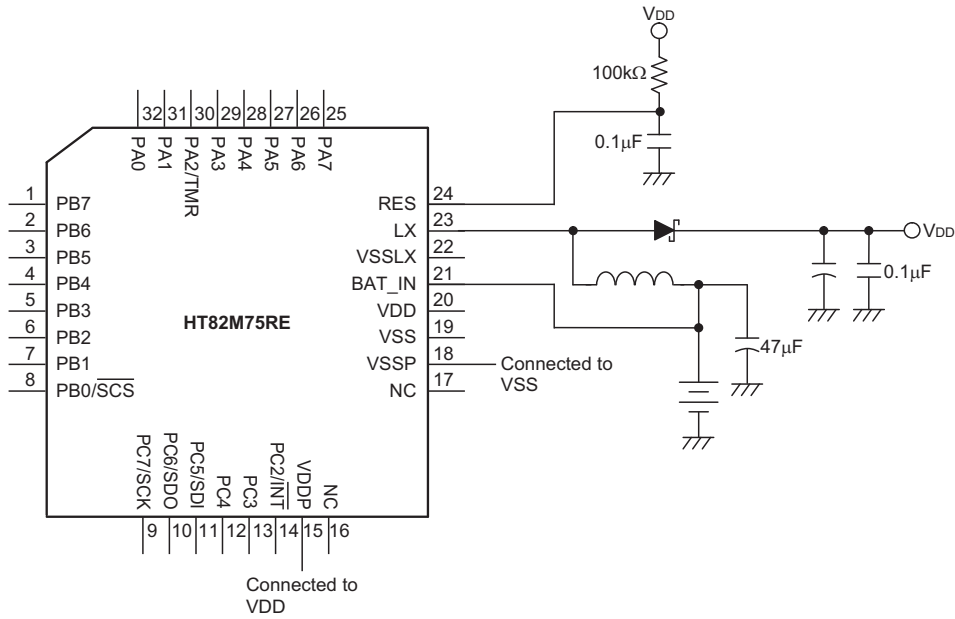 VDD
100kΩ
0.1μF
32 31 30 29 28 27 26 25
PA0 PA1 PA2/TMR PA3 PA4 PA5 PA6 PA7
1 PB7
2 PB6
3 PB5
4 PB4
5 PB3
6 PB2
7 PB1
8 PB0/SCS
HT82M75RE
RES 24
LX 23
VSSLX 22
BAT_IN 21
VDD 20
VSS 19
VSSP 18
NC 17
Connected to
VSS
VDD
0.1μF
47μF
PC7/SCK PC6/SDO PC5/SDI PC4 PC3 PC2/INT VDDP NC
9 10 11 12 13 14 15 16
Connected to
VDD